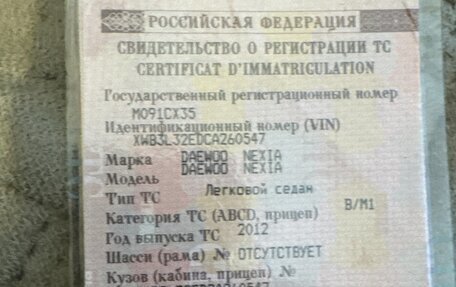 РОССИЙСКАЯ ФЕДЕРАЦИЯ
СВИДЕТЕЛЬСТВО О РЕГИСТРАЦИИ ТС
CERTIFICAT D'IMMATRICULATION
Государственный регистрационный номер
М091СХ35
Идентификационный номер (VIN)
XWB3L32EDCA260547
Марка DAEWOO NEXIA
Модель DAEWOO NEXIA
Тип ТС Легковой седан
Категория ТС (ABCD, прицеп) B/M1
Год выпуска ТС 2012
Шасси (рама) № ОТСУТСТВУЕТ
Кузов (кабина, прицеп) №